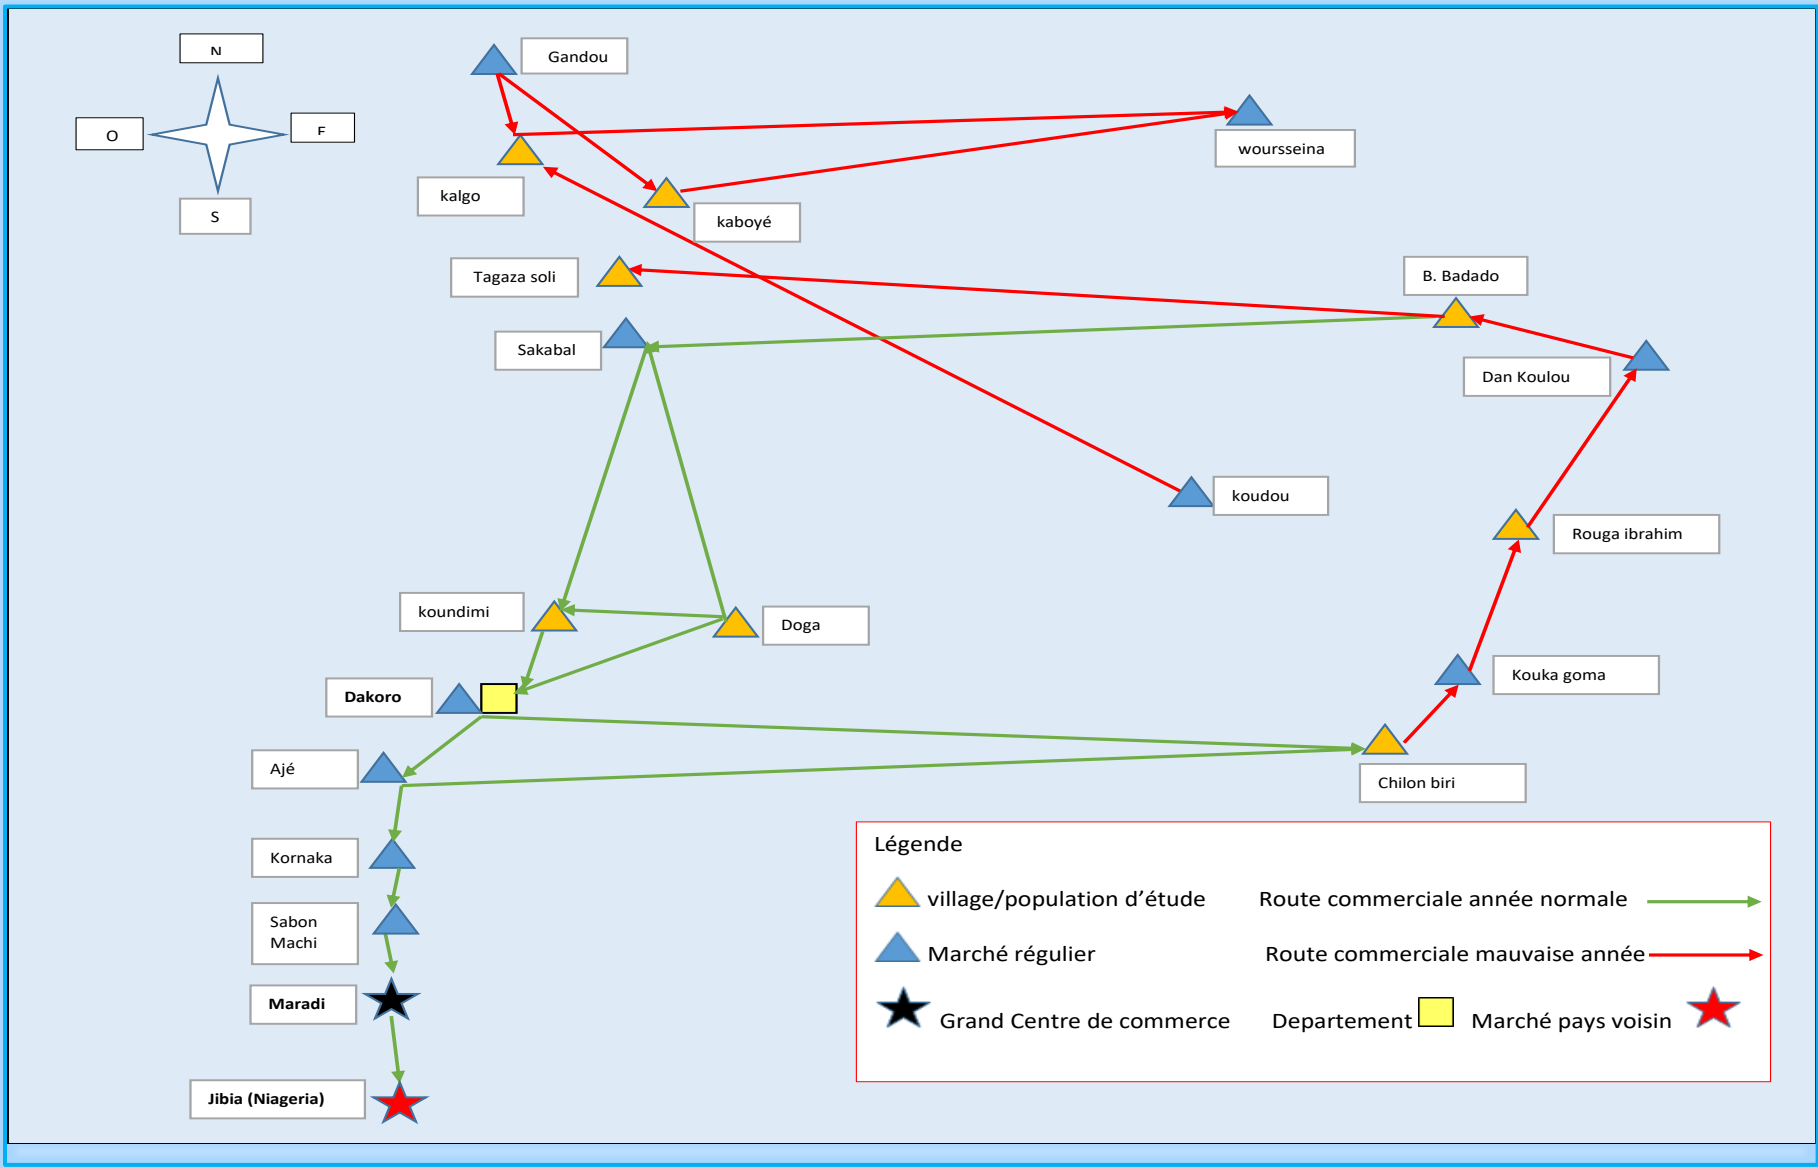 N
Gandou
O
E
woursseina
kalgo
S
kaboyé
Tagaza soli
B. Badado
Sakabal
Dan Koulou
koudou
Rouga ibrahim
koundimi
Doga
Kouka goma
Dakoro
Ajé
Chilon biri
Légende
Kornaka
village/population d’étude
Route commerciale année normale
Sabon
Machi
Marché régulier
Route commerciale mauvaise année
Maradi
Grand Centre de commerce
Departement
Marché pays voisin
Jibia (Niageria)